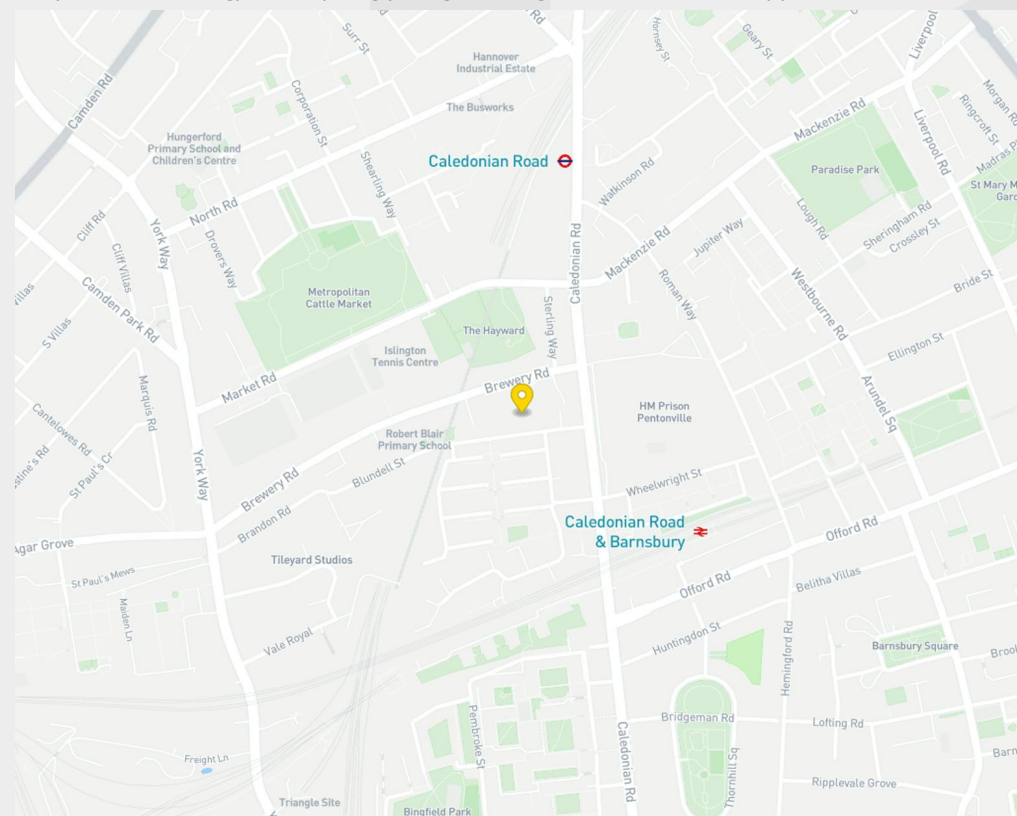 Rd
Liverpool
Surr St
Hornsey St
Geary St
Hannover
Industrial Estate
Camden Rd
Corporation St
The Busworks
Mackenzie Rd
Liverpool Rd
Ringcroft St
Morgan Rd
Hungerford
Primary School and
Children's Centre
Caledonian Road
Shearling Way
Watkinson Rd
Paradise Park
Madras Pl
St Mary M
Gard
North Rd
Cliff Rd
York Way
Drovers Way
Cliff Villas
Lough Rd
Sheringham Rd
Crossley St
Jupiter Way
Mackenzie Rd
Caledonian Rd
Roman Way
Bride St
Villas
Camden Park Rd
Metropolitan
Cattle Market
Westbourne Rd
S Villas
The Hayward
Sterling Way
Islington
Tennis Centre
Ellington St
Market Rd
Brewery Rd
Marquis Rd
Arundel Sq
Cantelowes Rd
HM Prison
Pentonville
Robert Blair
Primary School
St Paul's Cr
stine's Rd
York Way
Blundell St
Brewery Rd
Wheelwright St
Brandon Rd
Caledonian Road
& Barnsbury
Offord Rd
Agar Grove
Tileyard Studios
St Paul's Mews
Maiden Ln
Offord Rd
Belitha Villas
Vale Royal
Huntingdon St
Hemingford Rd
Barnsbury Square
Brook
Pembroke St
Bridgeman Rd
Lofting Rd
Caledonian Rd
Thornhill Sq
Barn
Freight Ln
Ripplevale Grove
Triangle Site
Bingfield Park